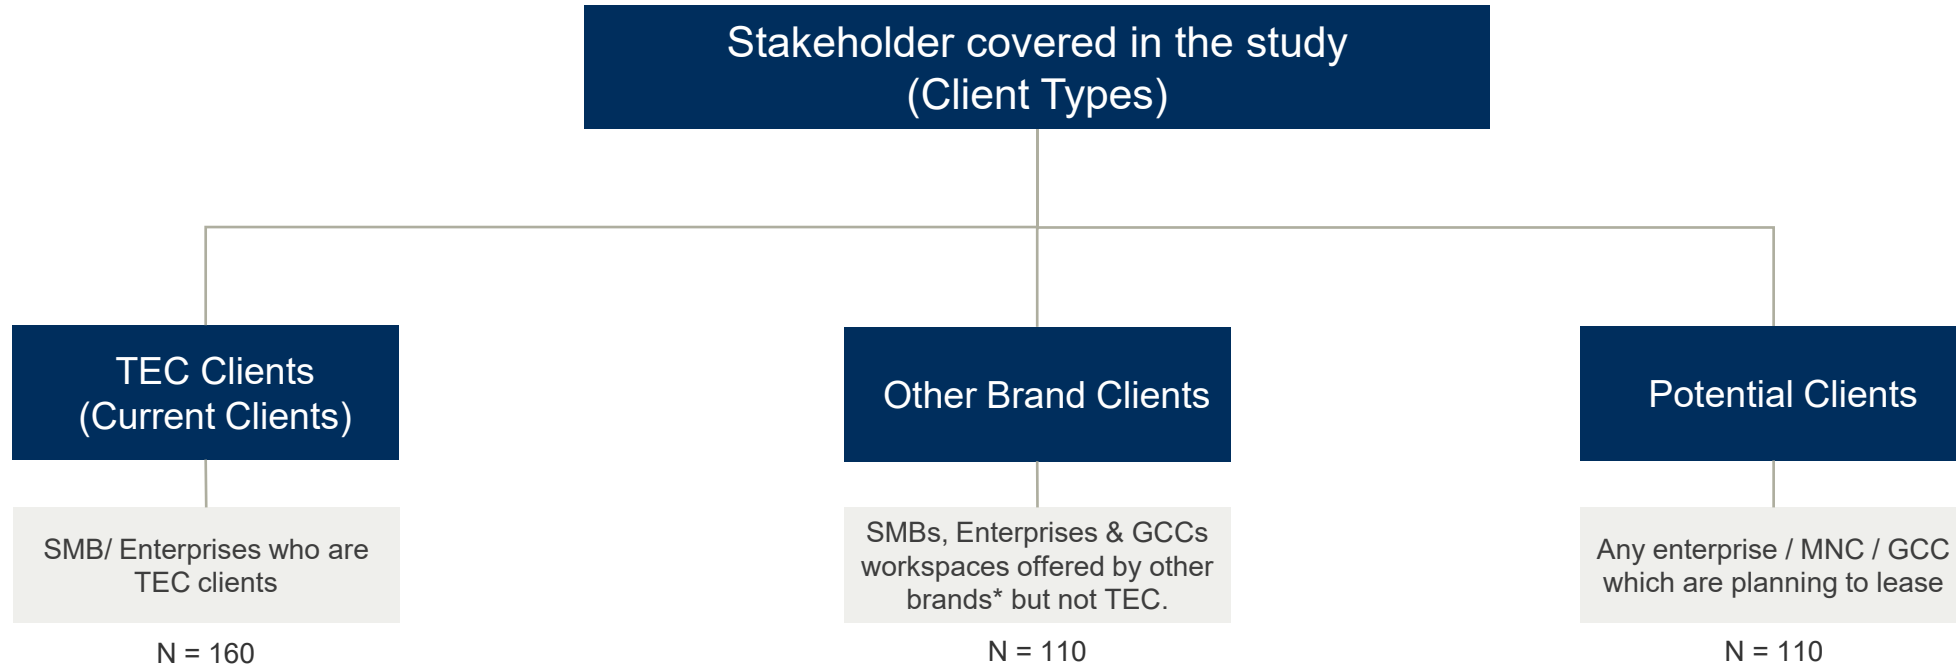 Stakeholder covered in the study
(Client Types)
TEC Clients
(Current Clients)
Other Brand Clients
Potential Clients
SMB/ Enterprises who are
TEC clients
SMBs, Enterprises & GCCs
workspaces offered by other
brands* but not TEC.
Any enterprise / MNC / GCC
which are planning to lease
N = 160
N = 110
N = 110